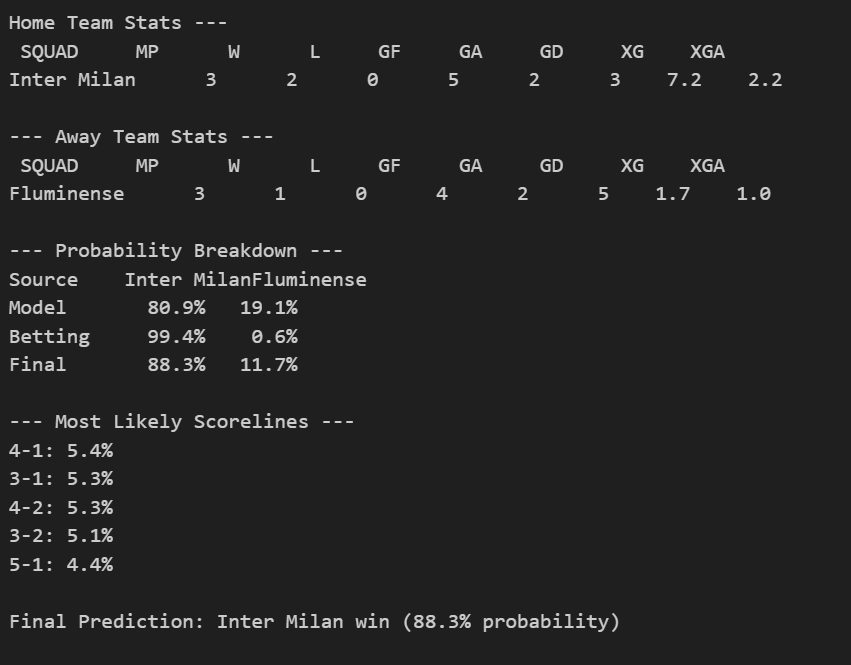 Home Team Stats ---
SQUAD MP W L GF GA GD XG XGA
Inter Milan 3 2 0 5 2 3 7.2 2.2
--- Away Team Stats ---
SQUAD MP W L GF GA GD XG XGA
Fluminense 3 1 0 4 2 5 1.7 1.0
--- Probability Breakdown ---
Source Inter MilanFluminense
Model 80.9% 19.1%
Betting 99.4% 0.6%
Final 88.3% 11.7%
--- Most Likely Scorelines ---
4-1: 5.4%
3-1: 5.3%
4-2: 5.3%
3-2: 5.1%
5-1: 4.4%
Final Prediction: Inter Milan win (88.3% probability)